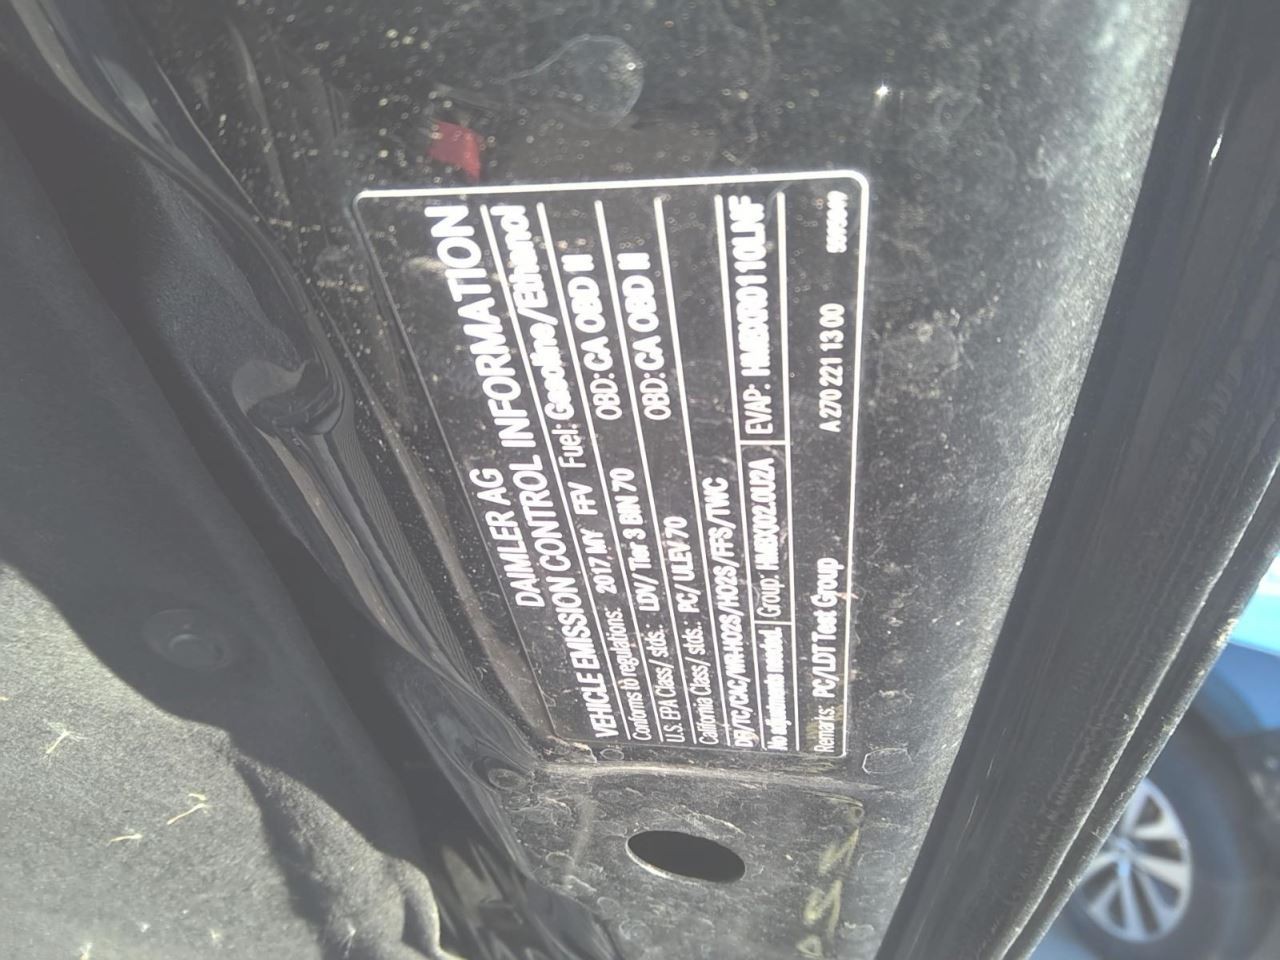 DAIMLER AG
VEHICLE EMISSION CONTROL INFORMATION
Conforms to regulations: 2017 MY FFV Fuel: Gasoline/Ethanol
U.S. EPA Class/ stds.: LDV/ Tier 3 BIN 70 OBD: CA OBD II
California Class/ stds.: PC/ ULEV 70 OBD: CA OBD II
DFI/TC/CAC/WR-HO2S/HO2S/FFS/TWC
No adjustments needed. Group: HMBXJ02.0U2A EVAP: HMBXR0110LNF
Remarks: PC/LDT Test Group A 270 221 13 00